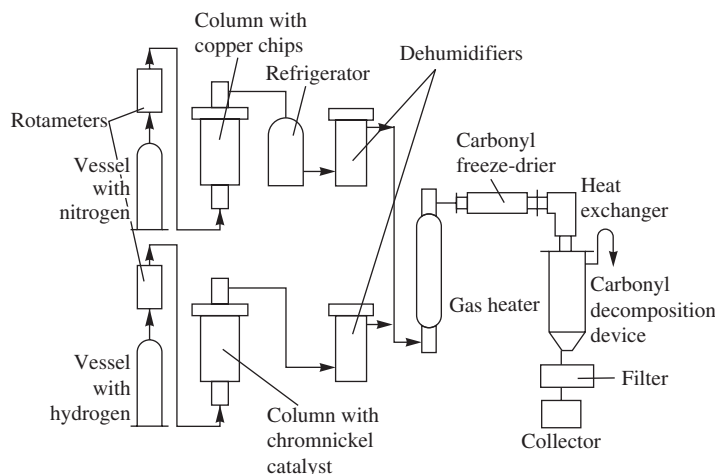 Column with
copper chips
Refrigerator
Dehumidifiers
Rotameters
Vessel
with
nitrogen
Carbonyl
freeze-drier
Heat
exchanger
Gas heater
Carbonyl
decomposition
device
Vessel
with
hydrogen
Column with
chromnickel
catalyst
Filter
Collector